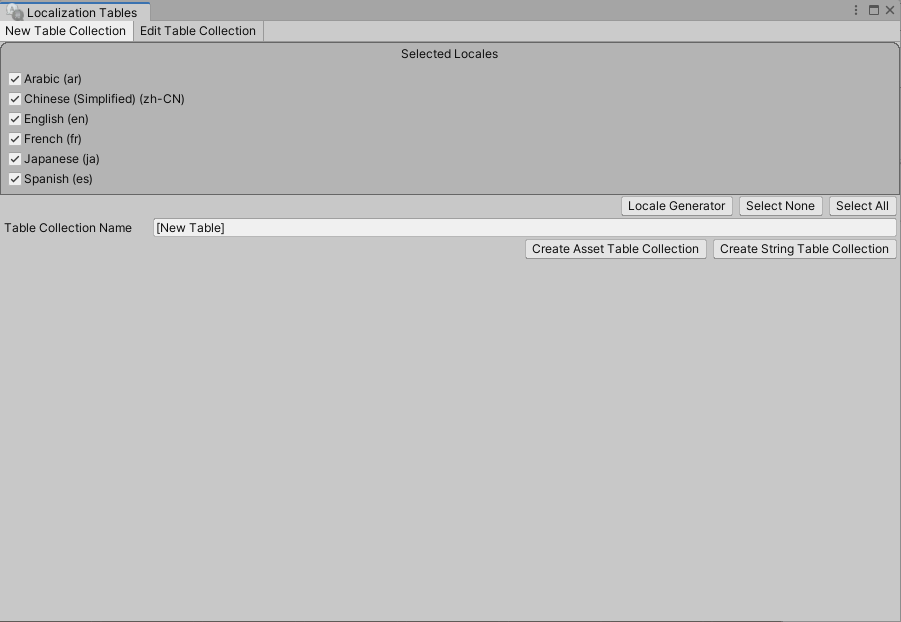 Localization Tables
New Table Collection Edit Table Collection
Selected Locales
Arabic (ar)
Chinese (Simplified) (zh-CN)
English (en)
French (fr)
Japanese (ja)
Spanish (es)
Locale Generator Select None Select All
Table Collection Name [New Table]
Create Asset Table Collection Create String Table Collection